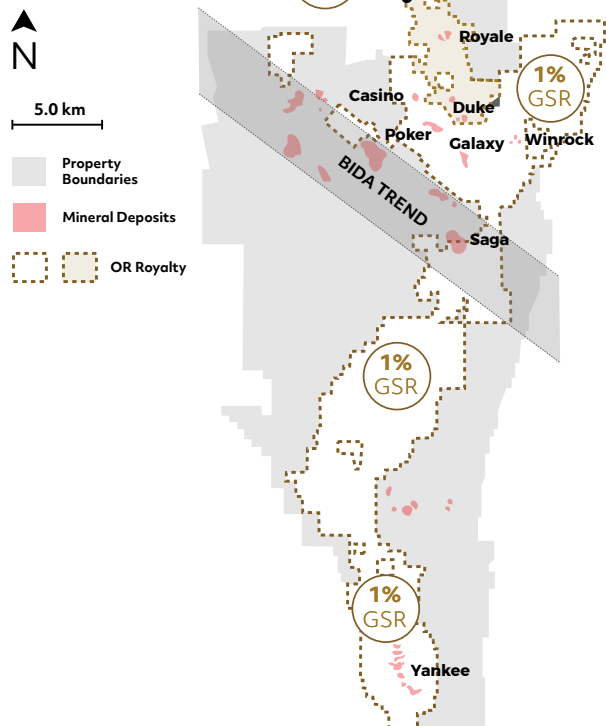 N
5.0 km
Property
Boundaries
Mineral Deposits
OR Royalty
Royale
1%
GSR
Casino
Duke
Poker
Galaxy
Winrock
BIDA TREND
Saga
1%
GSR
1%
GSR
Yankee